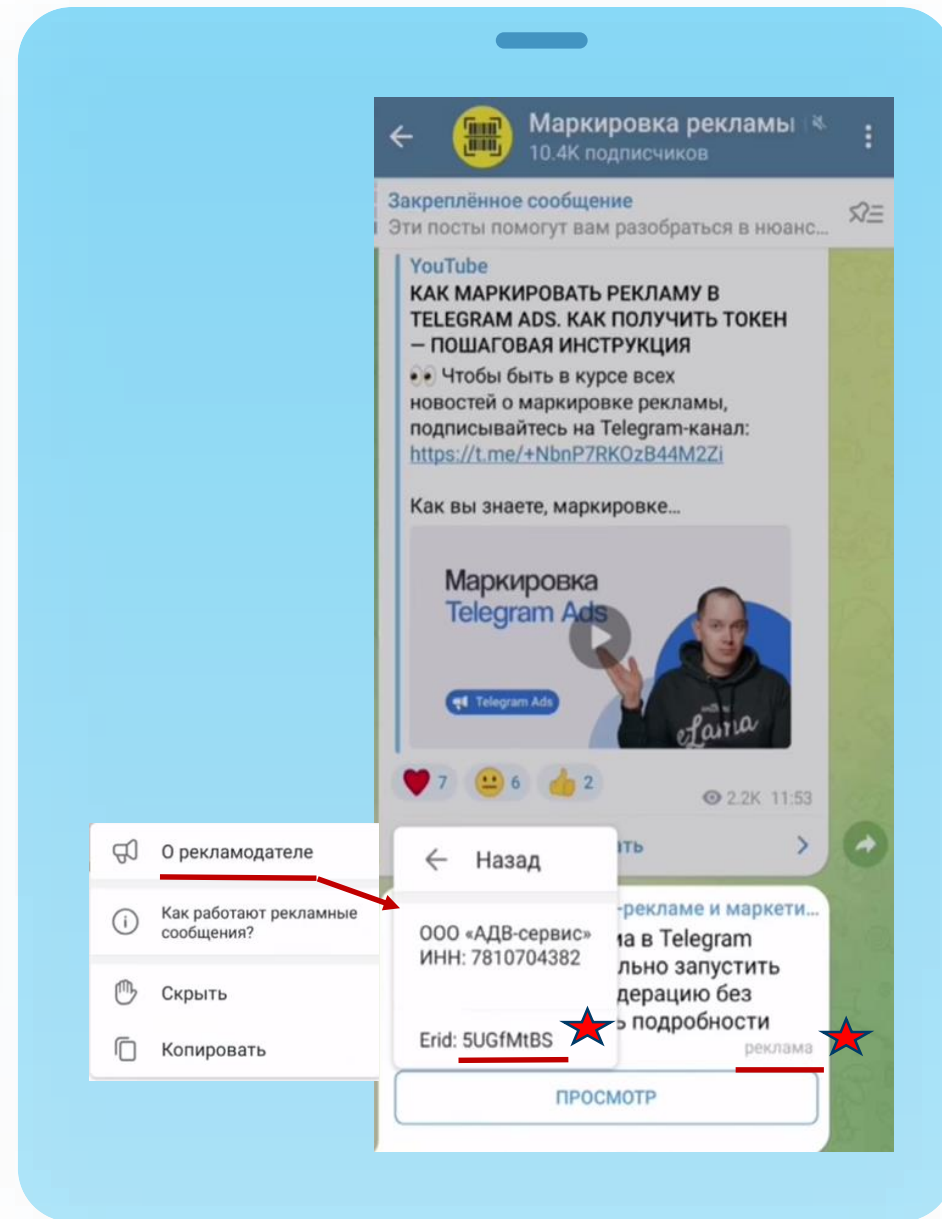 Маркировка рекламы
10.4K подписчиков
Закреплённое сообщение
Эти посты помогут вам разобраться в нюанс...
YouTube
КАК МАРКИРОВАТЬ РЕКЛАМУ В
TELEGRAM ADS. КАК ПОЛУЧИТЬ ТОКЕН
— ПОШАГОВАЯ ИНСТРУКЦИЯ
👀 Чтобы быть в курсе всех
новостей о маркировке рекламы,
подписывайтесь на Telegram-канал:
https://t.me/+NbnP7RKOzB44M2Zi
Как вы знаете, маркировке...
Маркировка
Telegram Ads
Telegram Ads
eLama
7 6 2
2.2K 11:53
О рекламодателе
Как работают рекламные
сообщения?
Скрыть
Копировать
Назад
ООО «АДВ-сервис»
ИНН: 7810704382
Erid: 5UGfMtBS
ать
-рекламе и маркети...
ма в Telegram
льно запустить
дерацию без
ь подробности
реклама
ПРОСМОТР